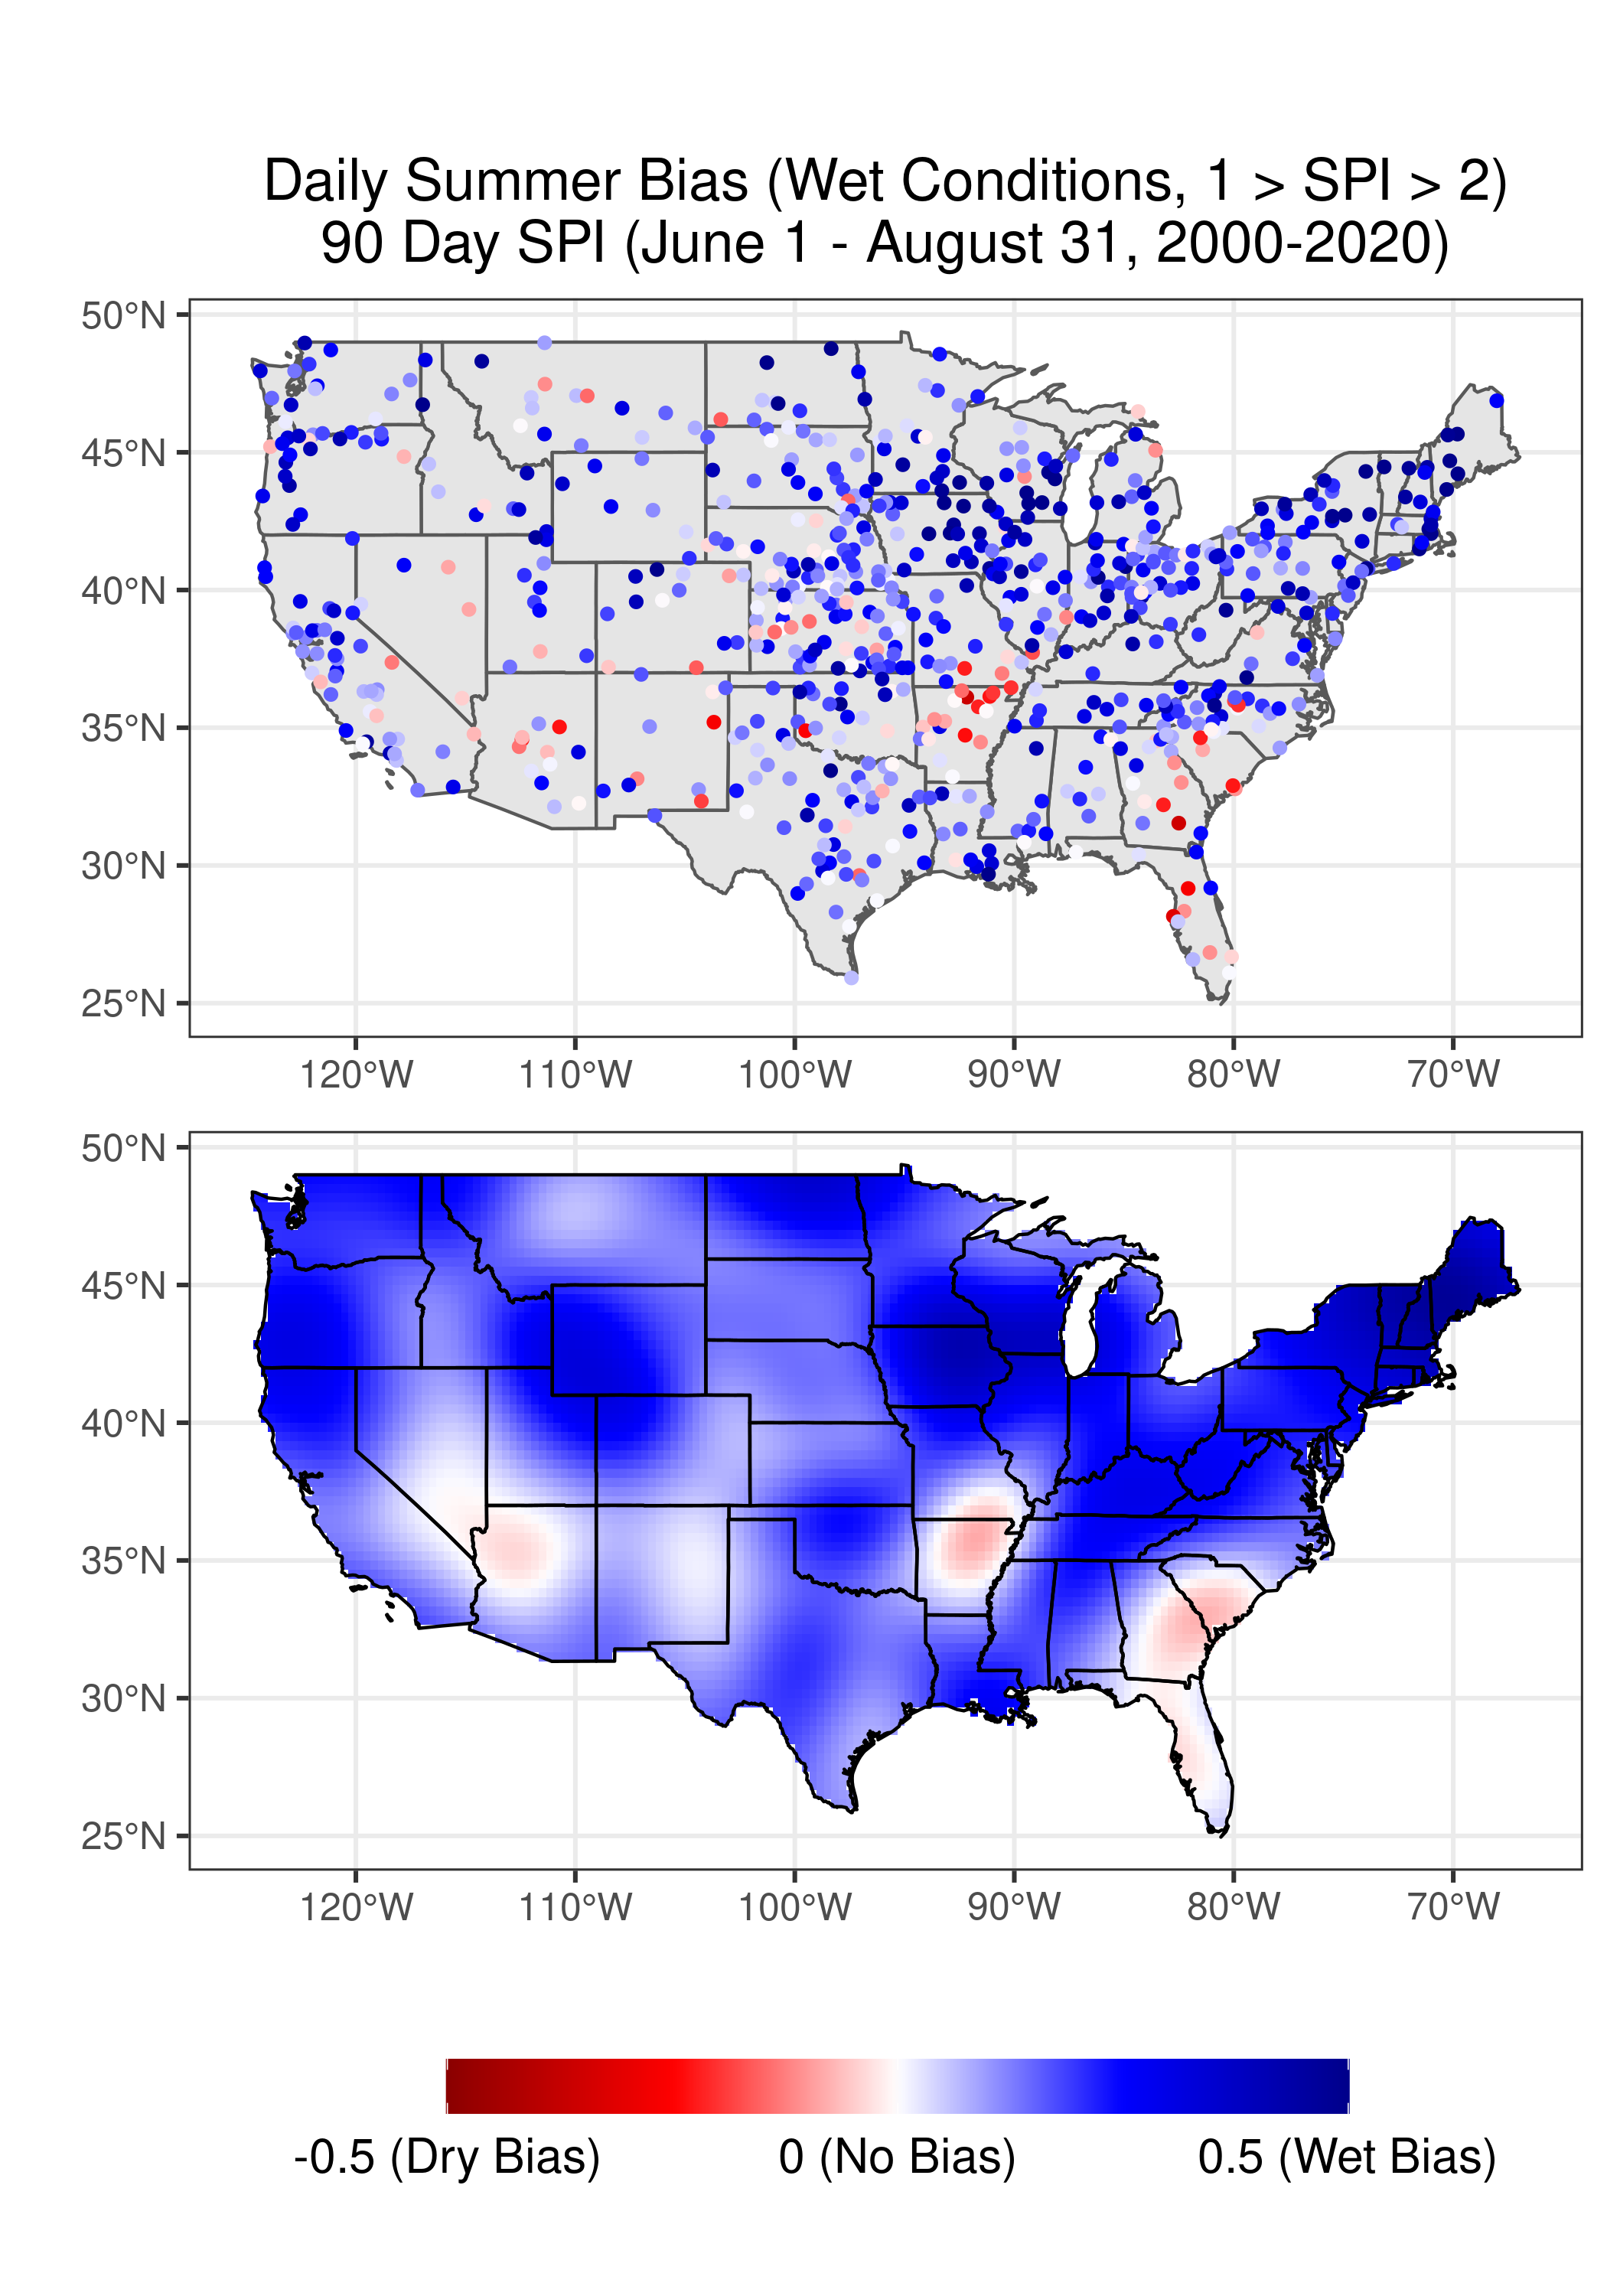 Daily Summer Bias (Wet Conditions, 1 > SPI > 2)
90 Day SPI (June 1 - August 31, 2000-2020)
50°N
45°N
40°N
35°N
30°N
25°N
120°W 110°W 100°W 90°W 80°W 70°W
50°N
45°N
40°N
35°N
30°N
25°N
120°W 110°W 100°W 90°W 80°W 70°W
-0.5 (Dry Bias) 0 (No Bias) 0.5 (Wet Bias)